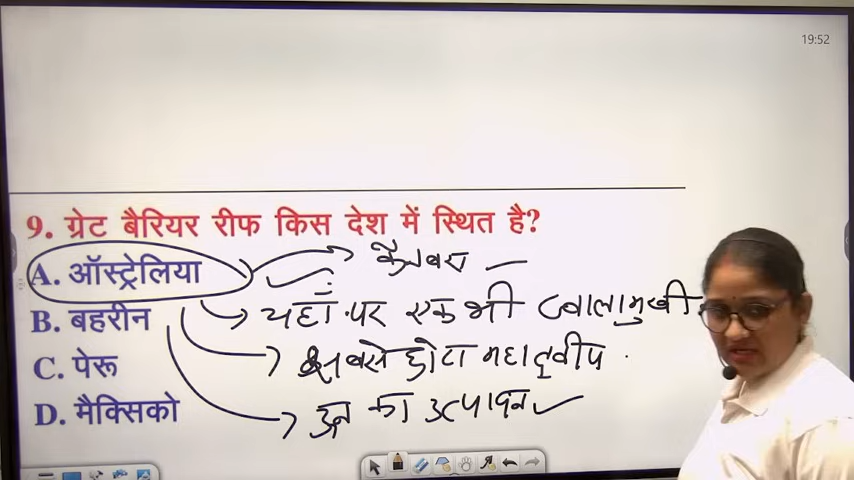 19:52
9. ग्रेट बैरियर रीफ किस देश में स्थित है?
A. ऑस्ट्रेलिया
कैनबरा
B. बहरीन
यहाँ पर एक भी ज्वालामुखी
C. पेरू
सबसे छोटा महाद्वीप
D. मैक्सिको
ऊन का उत्पादन